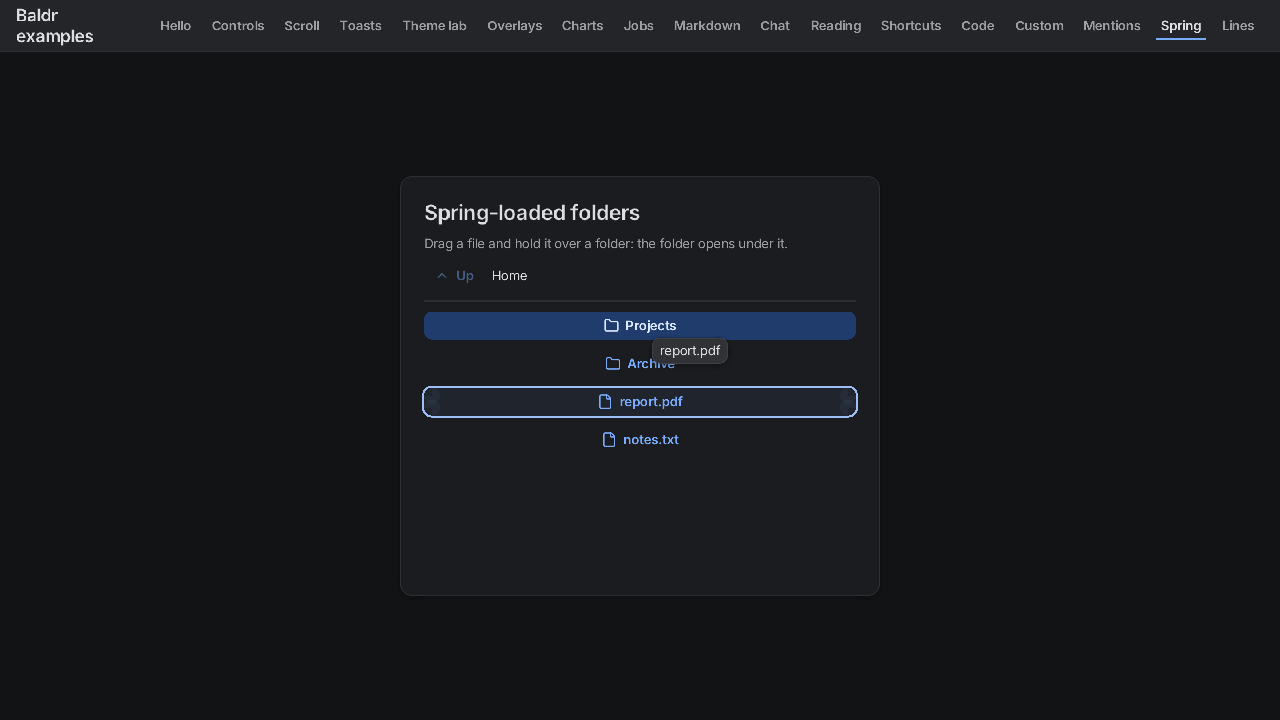 Baldr
examples
Hello Controls Scroll Toasts Theme lab Overlays Charts Jobs Markdown Chat Reading Shortcuts Code Custom Mentions Spring Lines
Spring-loaded folders
Drag a file and hold it over a folder: the folder opens under it.
Up Home
Projects
report.pdf
Archive
report.pdf
notes.txt